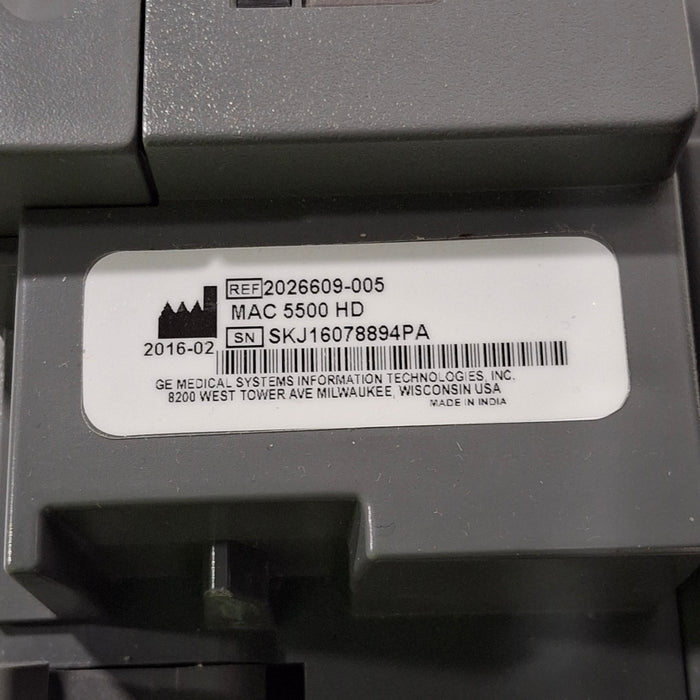 REF 2026609-005
MAC 5500 HD
SN SKJ16078894PA
2016-02
GE MEDICAL SYSTEMS INFORMATION TECHNOLOGIES, INC.
8200 WEST TOWER AVE MILWAUKEE, WISCONSIN USA
MADE IN INDIA